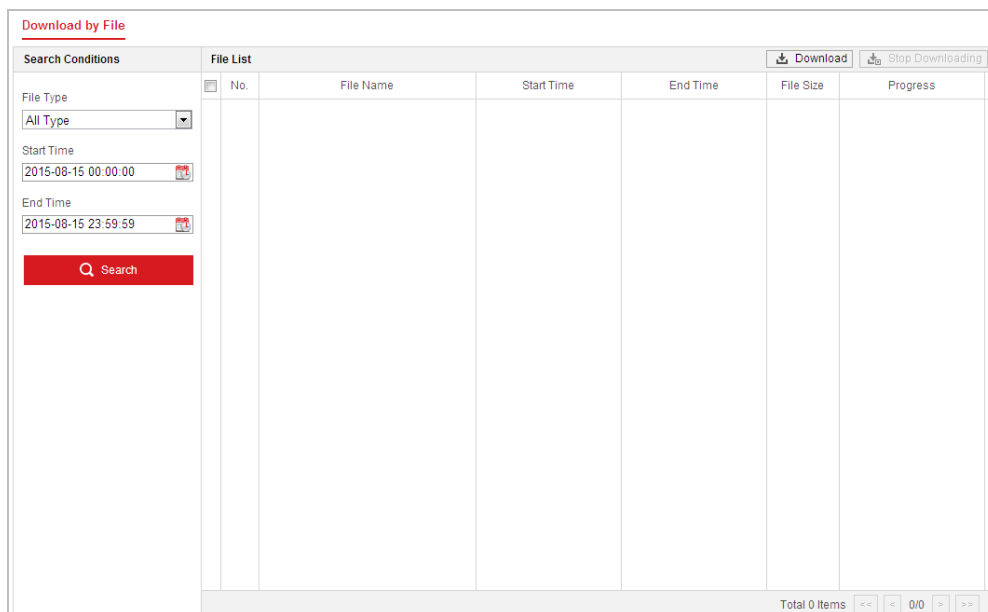 Download by File
Search Conditions
File Type
All Type
Start Time
2015-08-15 00:00:00
End Time
2015-08-15 23:59:59
Search
File List
Download
Stop Downloading
No.
File Name
Start Time
End Time
File Size
Progress
Total 0 Items << < 0/0 > >>